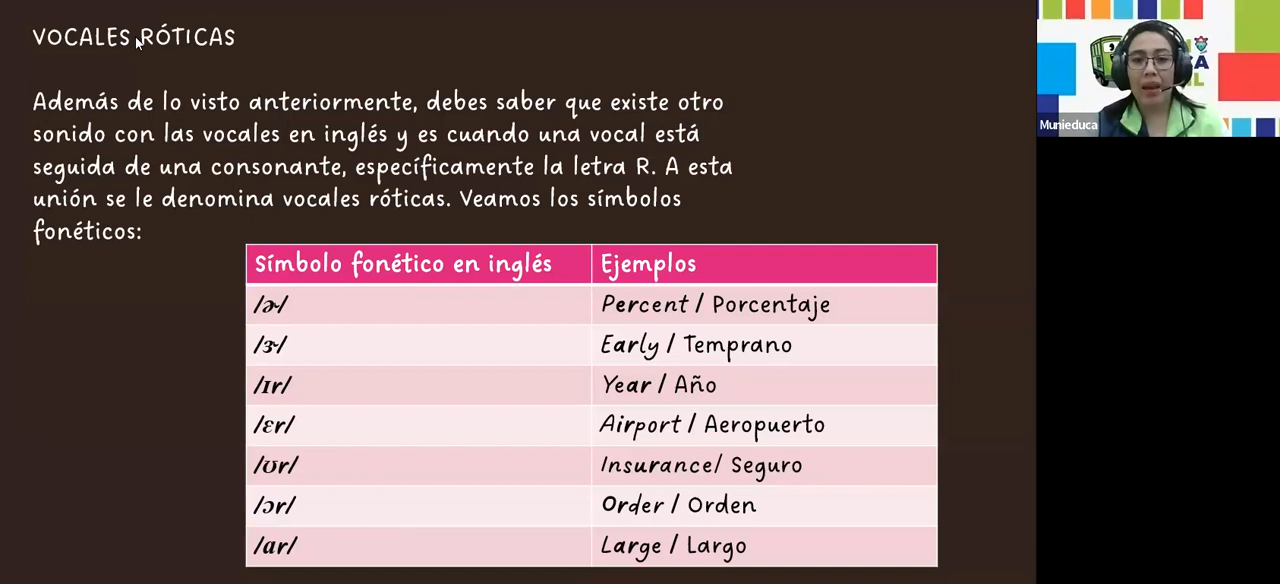 VOCALES RÓTICAS
Además de lo visto anteriormente, debes saber que existe otro
sonido con las vocales en inglés y es cuando una vocal está
seguida de una consonante, específicamente la letra R. A esta
unión se le denomina vocales róticas. Veamos los símbolos
fonéticos:
Símbolo fonético en inglés Ejemplos
/ɚ/ Percent / Porcentaje
/ɝ/ Early / Temprano
/ɪr/ Year / Año
/ɛr/ Airport / Aeropuerto
/ʊr/ Insurance/ Seguro
/ɔr/ Order / Orden
/ɑr/ Large / Largo
Munieduca